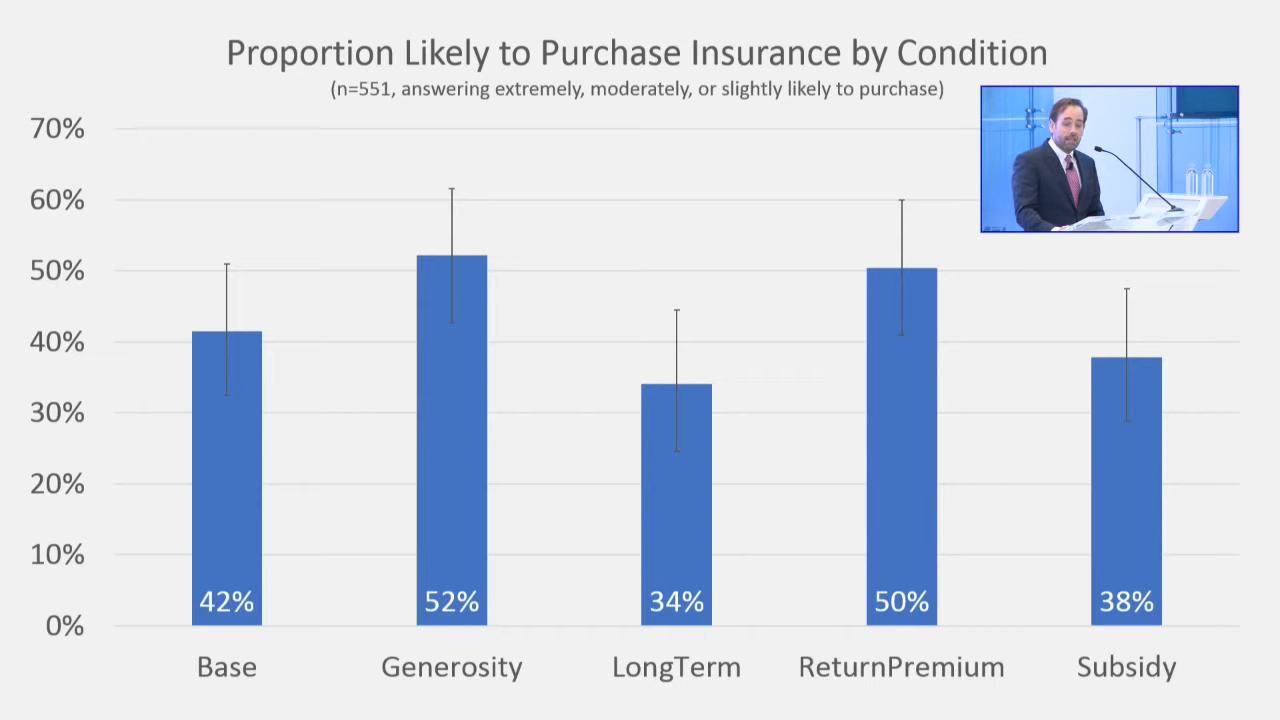 Proportion Likely to Purchase Insurance by Condition
(n=551, answering extremely, moderately, or slightly likely to purchase)
70%
60%
50%
40%
30%
20%
10%
0%
42%
52%
34%
50%
38%
Base
Generosity
LongTerm
ReturnPremium
Subsidy